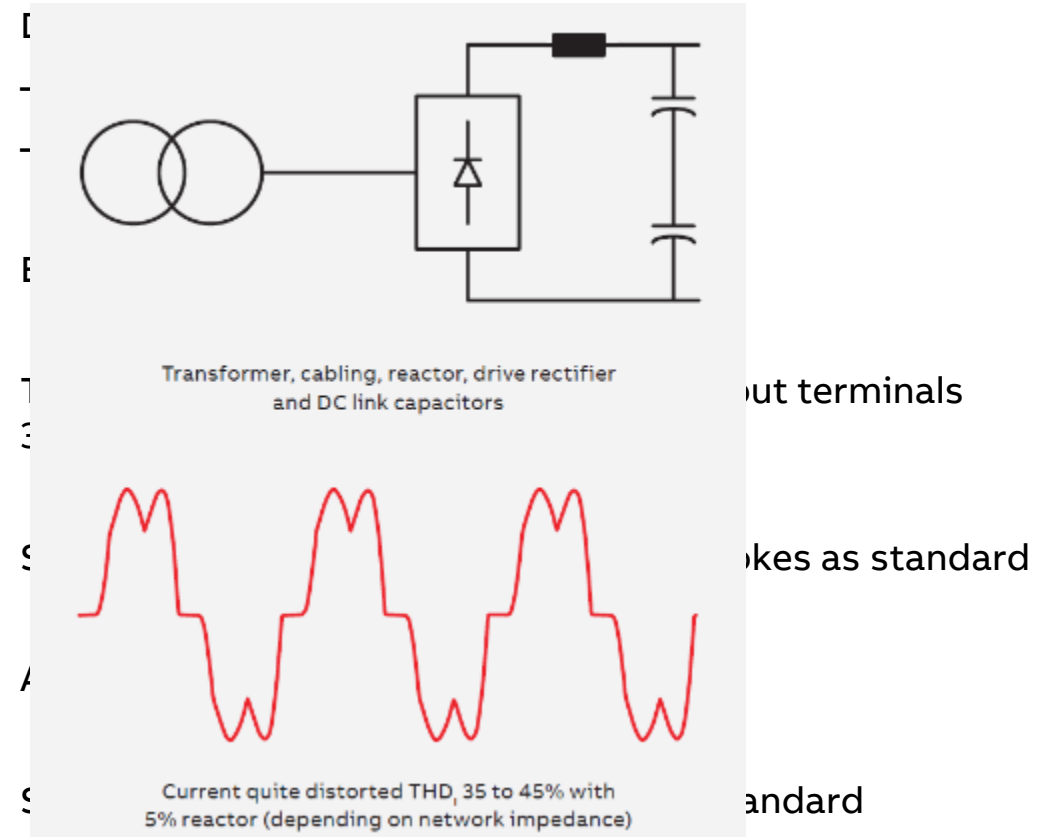 Transformer, cabling, reactor, drive rectifier
and DC link capacitors
out terminals
okes as standard
Current quite distorted THD, 35 to 45% with
andard
5% reactor (depending on network impedance)